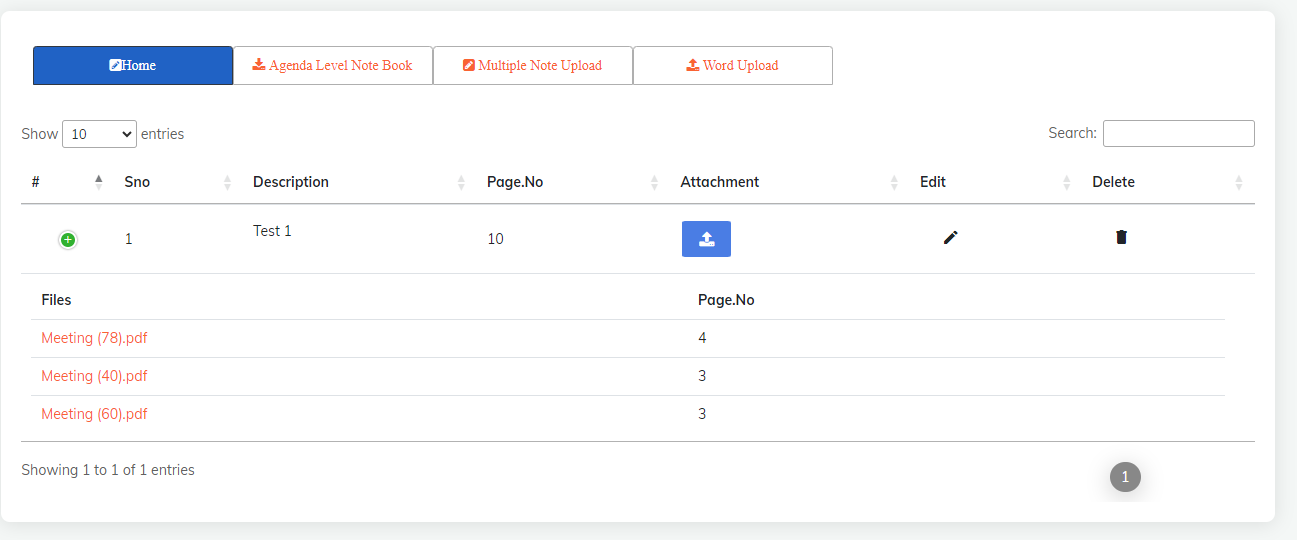 Home Agenda Level Note Book Multiple Note Upload Word Upload
Show 10 entries Search:
# Sno Description Page.No Attachment Edit Delete
1 Test 1 10
Files Page.No
Meeting (78).pdf 4
Meeting (40).pdf 3
Meeting (60).pdf 3
Showing 1 to 1 of 1 entries 1